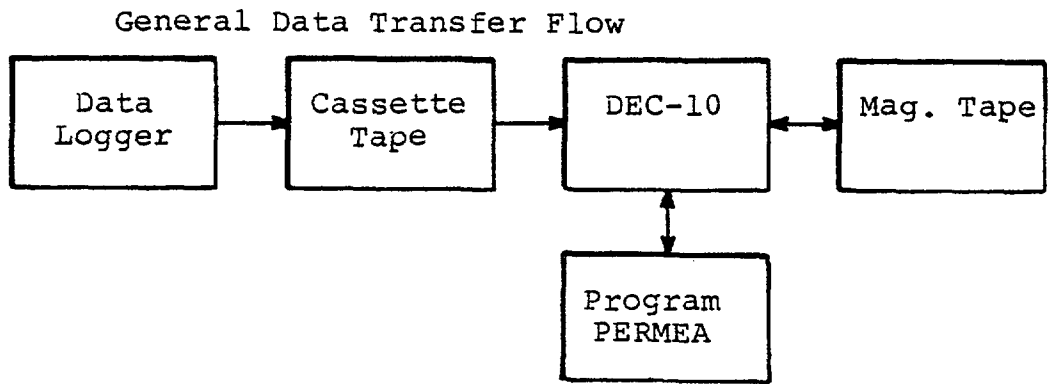 General Data Transfer Flow
Data
Logger
Cassette
Tape
DEC-10
Mag. Tape
Program
PERMEA